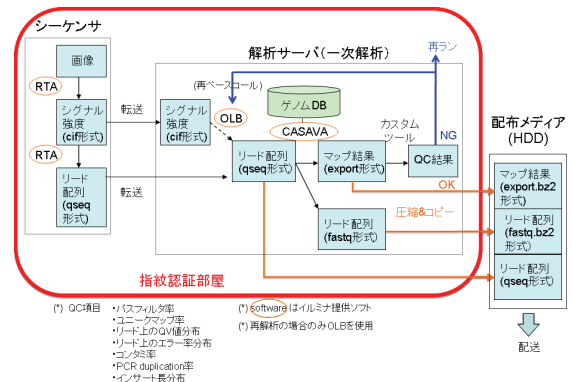 シーケンサ
画像
RTA
シグナル
強度
(cif形式)
RTA
リード
配列
(qseq
形式)
転送
転送
解析サーバ(一次解析)
再ラン
(再ベースコール)
シグナル
強度
(cif形式)
OLB
ゲノムDB
CASAVA
カスタム
ツール
NG
リード配列
(qseq形式)
マップ結果
(export形式)
QC結果
OK
圧縮&コピー
リード配列
(fastq形式)
指紋認証部屋
配布メディア
(HDD)
マップ結果
(export.bz2
形式)
リード配列
(fastq.bz2
形式)
リード配列
(qseq形式)
配送
(*) QC項目
・パスフィルタ率
・ユニークマップ率
・リード上のQV値分布
・リード上のエラー率分布
・コンタミ率
・PCR duplication率
・インサート長分布
(*) softwareはイルミナ提供ソフト
(*) 再解析の場合のみOLBを使用